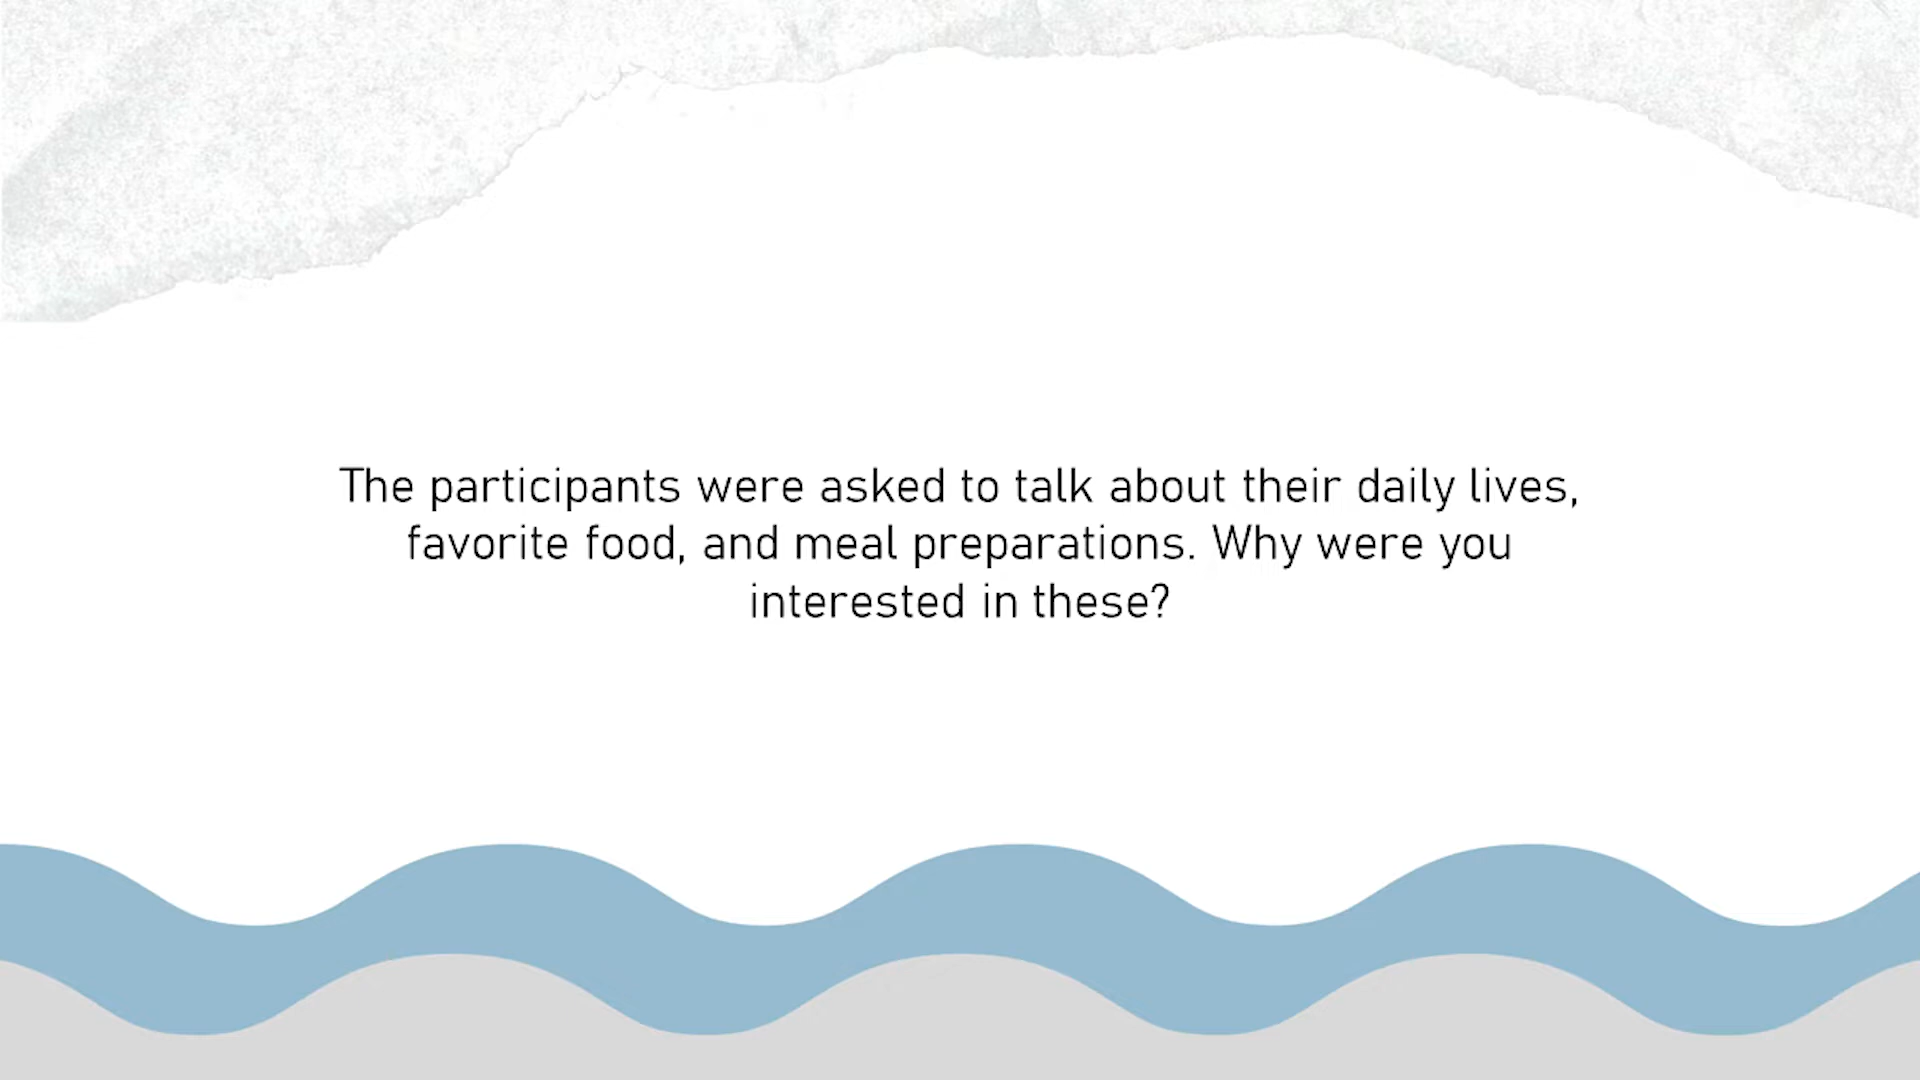 The participants were asked to talk about their daily lives,
favorite food, and meal preparations. Why were you
interested in these?